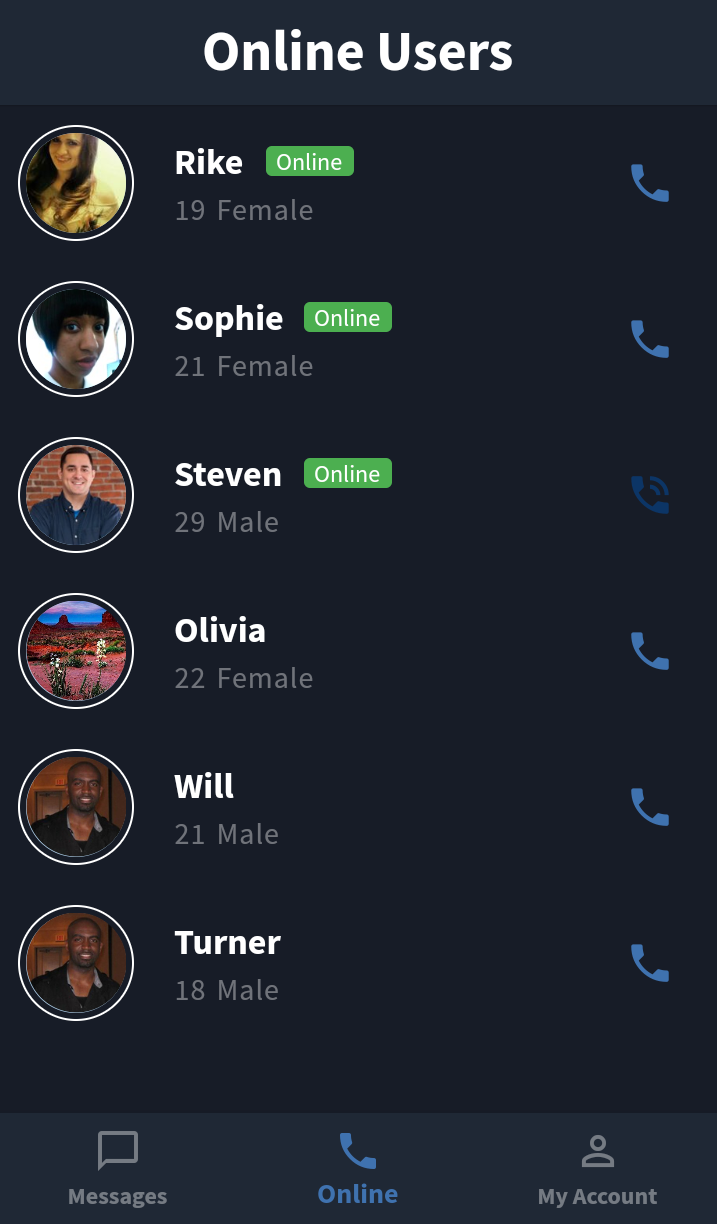 Online Users
Rike Online
19 Female
Sophie Online
21 Female
Steven Online
29 Male
Olivia
22 Female
Will
21 Male
Turner
18 Male
Messages Online My Account